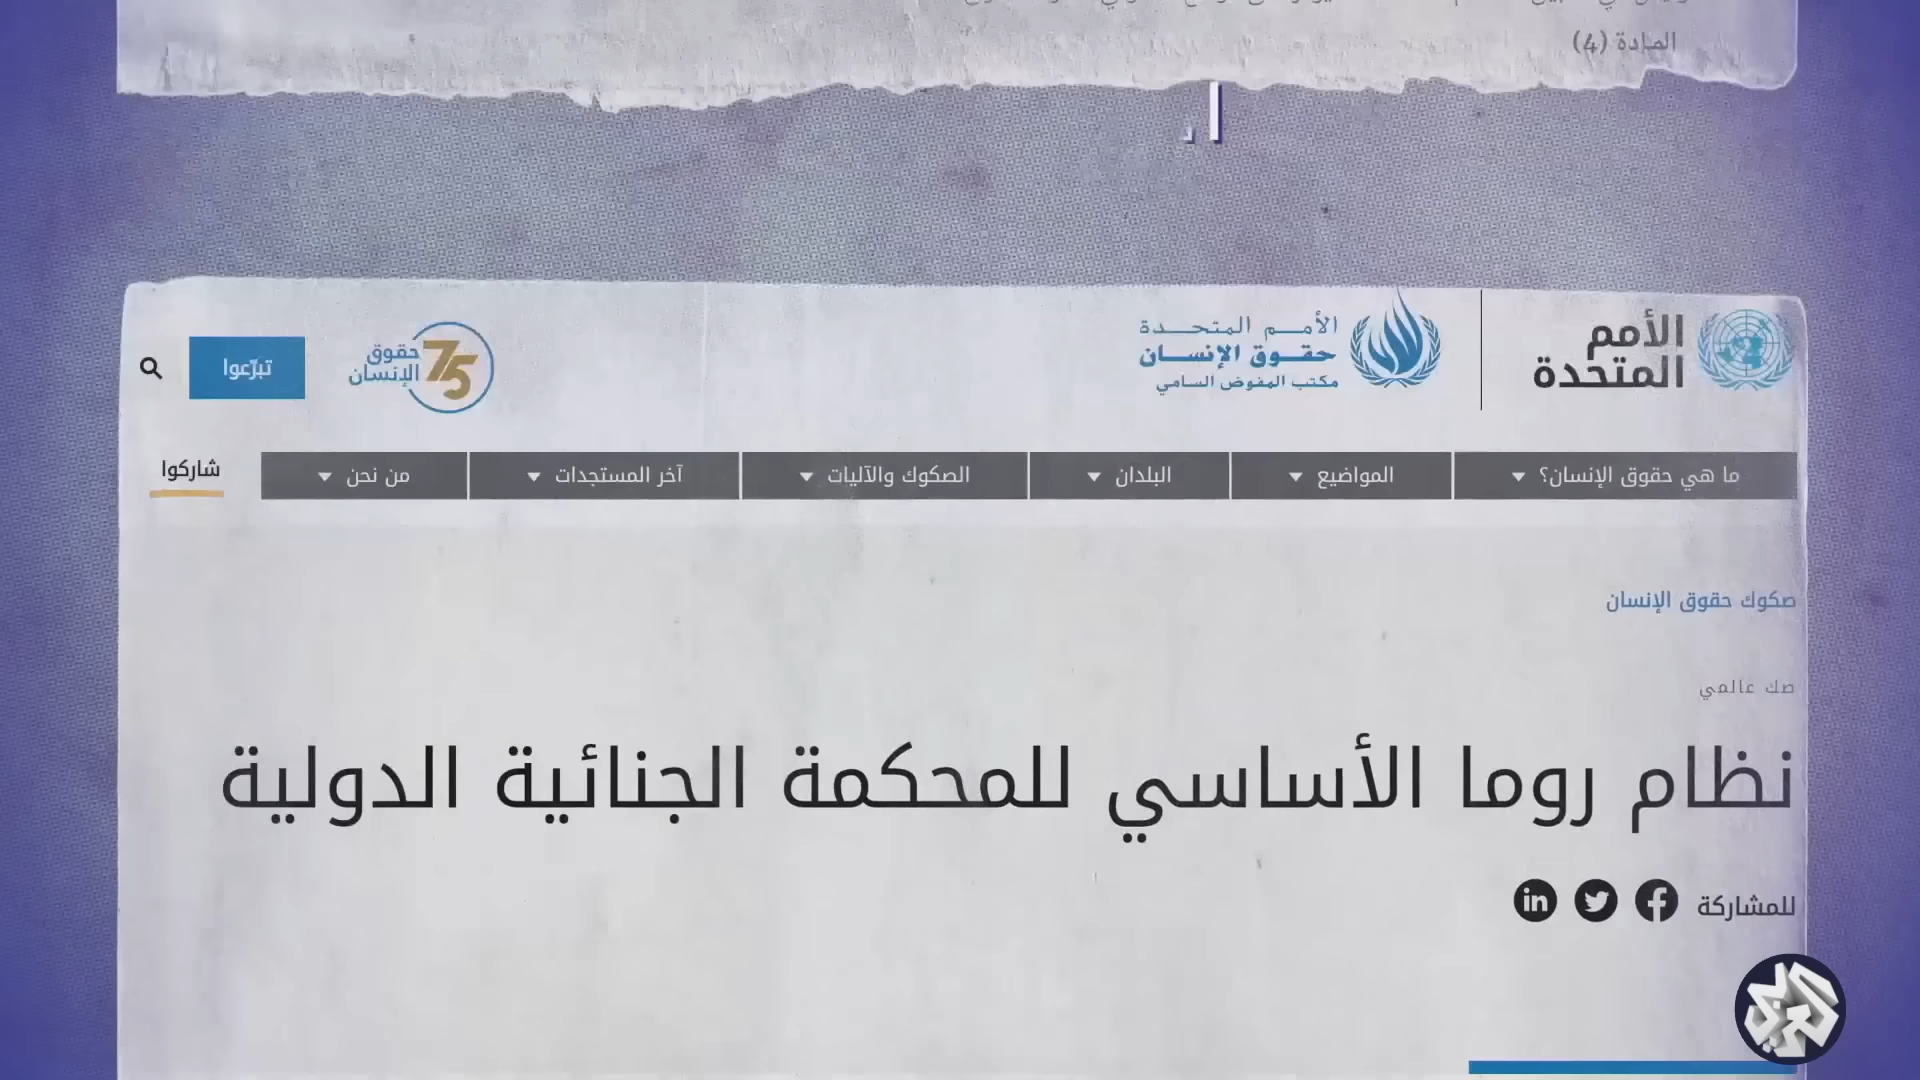 المادة (4)
الأمم
المتحدة
الأمم المتحدة
حقوق الإنسان
مكتب المفوض السامي
75
حقوق
الإنسان
تبرّعوا
ما هي حقوق الإنسان؟
المواضيع
البلدان
الصكوك والآليات
آخر المستجدات
من نحن
شاركوا
صكوك حقوق الإنسان
صك عالمي
نظام روما الأساسي للمحكمة الجنائية الدولية
للمشاركة